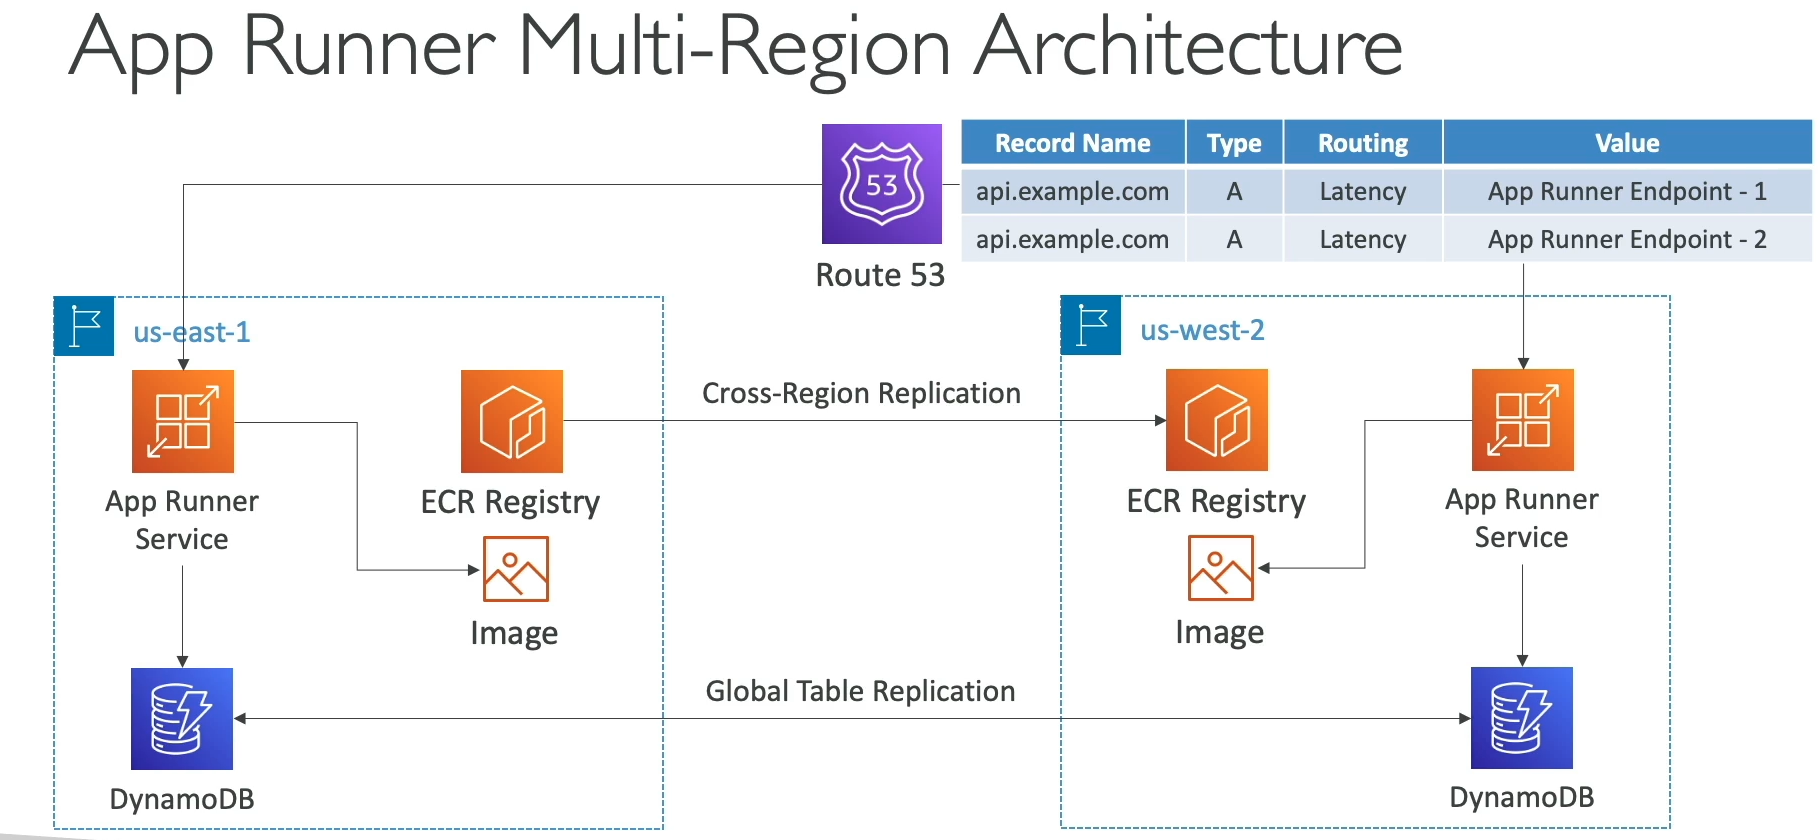 App Runner Multi-Region Architecture
53
Route 53
Record Name Type Routing Value
api.example.com A Latency App Runner Endpoint - 1
api.example.com A Latency App Runner Endpoint - 2
us-east-1
App Runner
Service
ECR Registry
Image
DynamoDB
Cross-Region Replication
Global Table Replication
us-west-2
ECR Registry
Image
App Runner
Service
DynamoDB